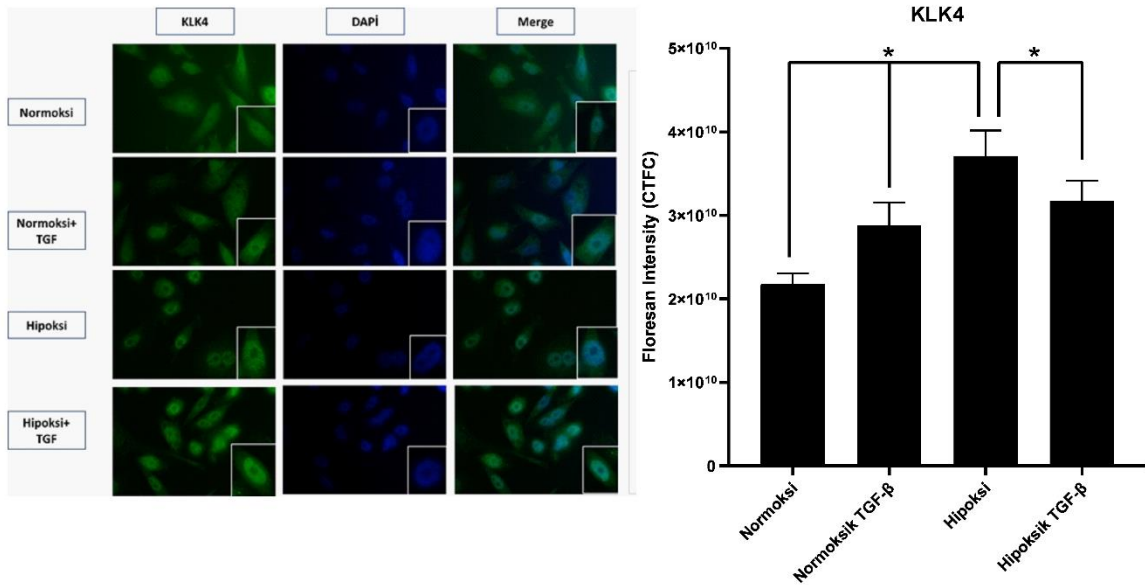 KLK4
DAPİ
Merge
Normoksi
Normoksi+
TGF
Hipoksi
Hipoksi+
TGF
KLK4
Floresan Intensity (CTFC)
5×10¹⁰
4×10¹⁰
3×10¹⁰
2×10¹⁰
1×10¹⁰
0
*
*
Normoksi
Normoksik TGF-β
Hipoksi
Hipoksik TGF-β